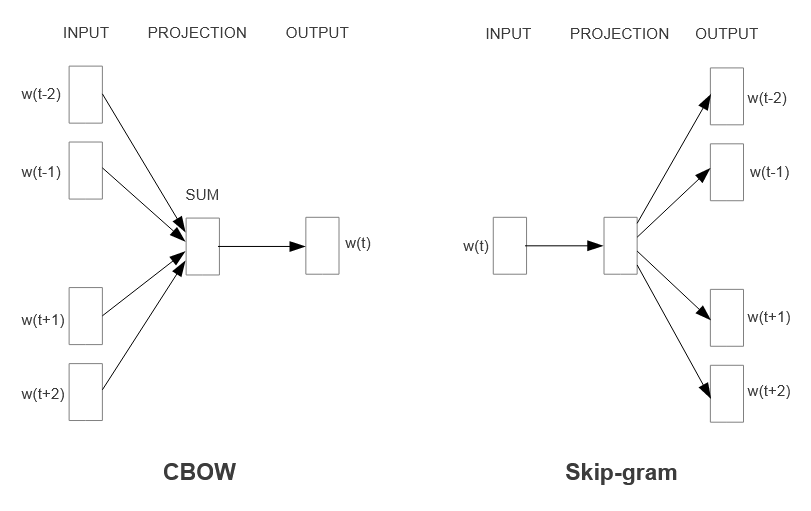 INPUT PROJECTION OUTPUT
w(t-2)
w(t-1)
SUM
w(t)
w(t+1)
w(t+2)
CBOW
INPUT PROJECTION OUTPUT
w(t-2)
w(t-1)
w(t)
w(t+1)
w(t+2)
Skip-gram